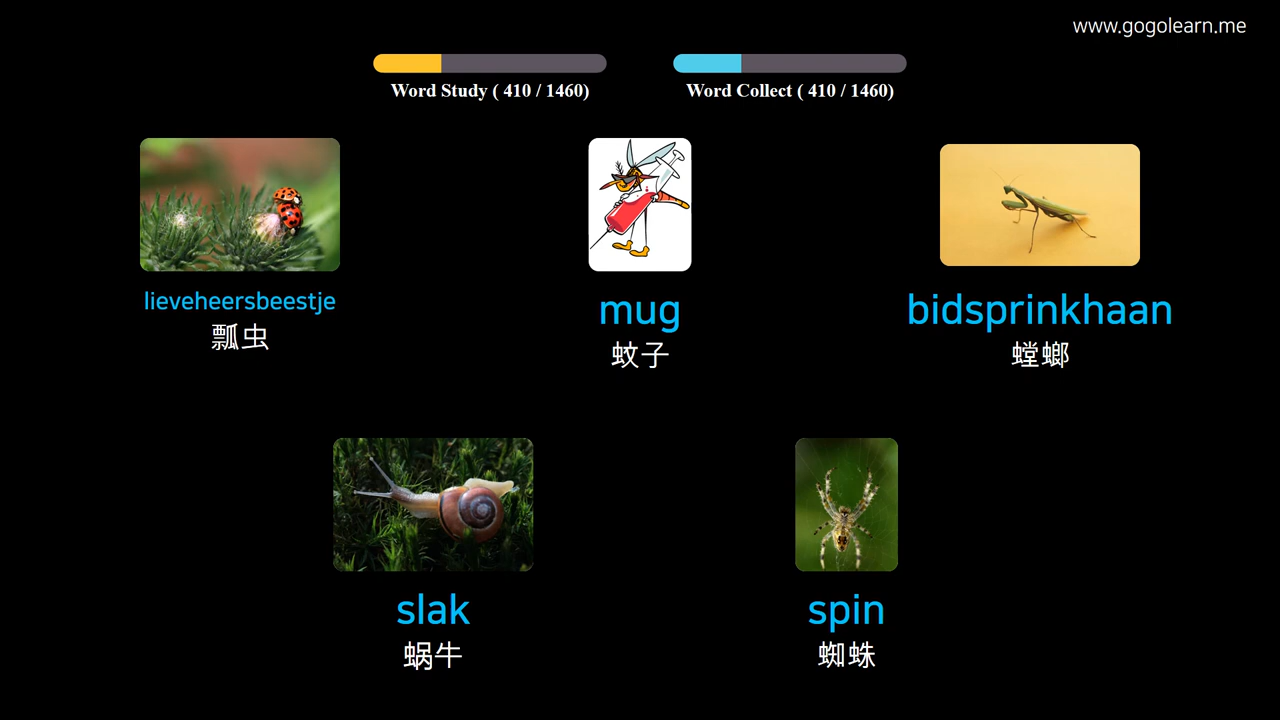 www.gogolearn.me
Word Study ( 410 / 1460)
Word Collect ( 410 / 1460)
lieveheersbeestje
瓢虫
mug
蚊子
bidsprinkhaan
螳螂
slak
蜗牛
spin
蜘蛛